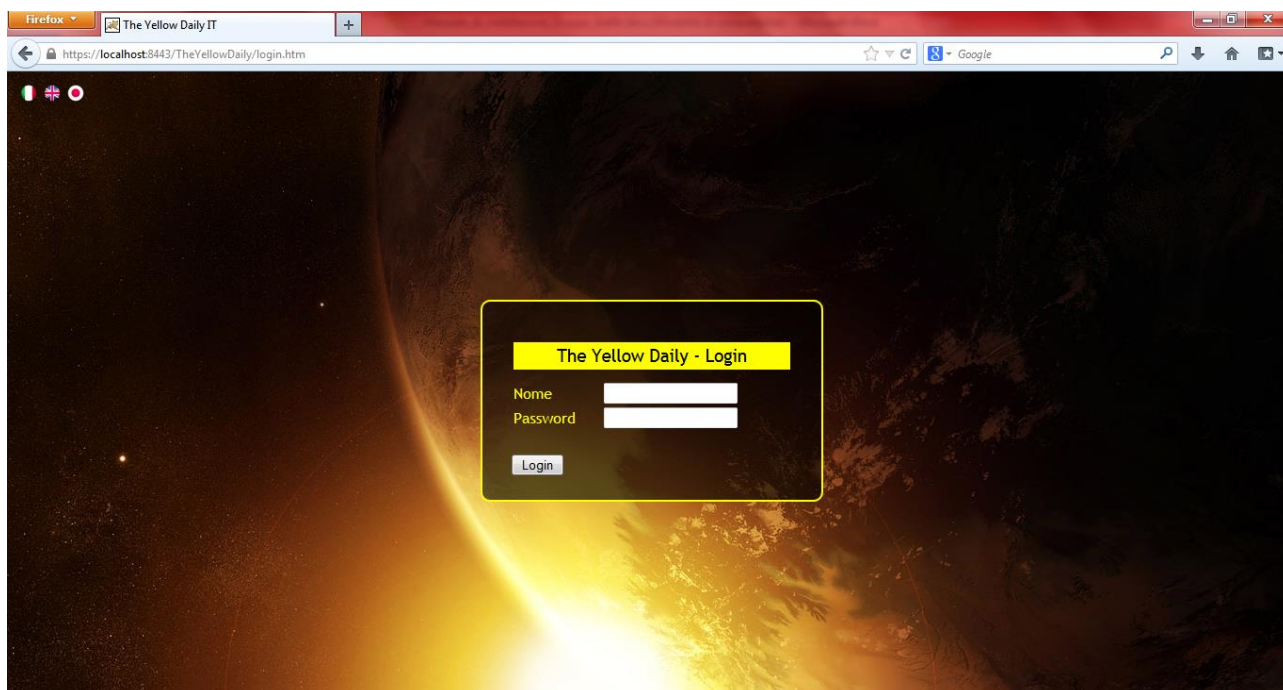 Firefox
The Yellow Daily IT
https://localhost:8443/TheYellowDaily/login.htm
Google
The Yellow Daily - Login
Nome
Password
Login